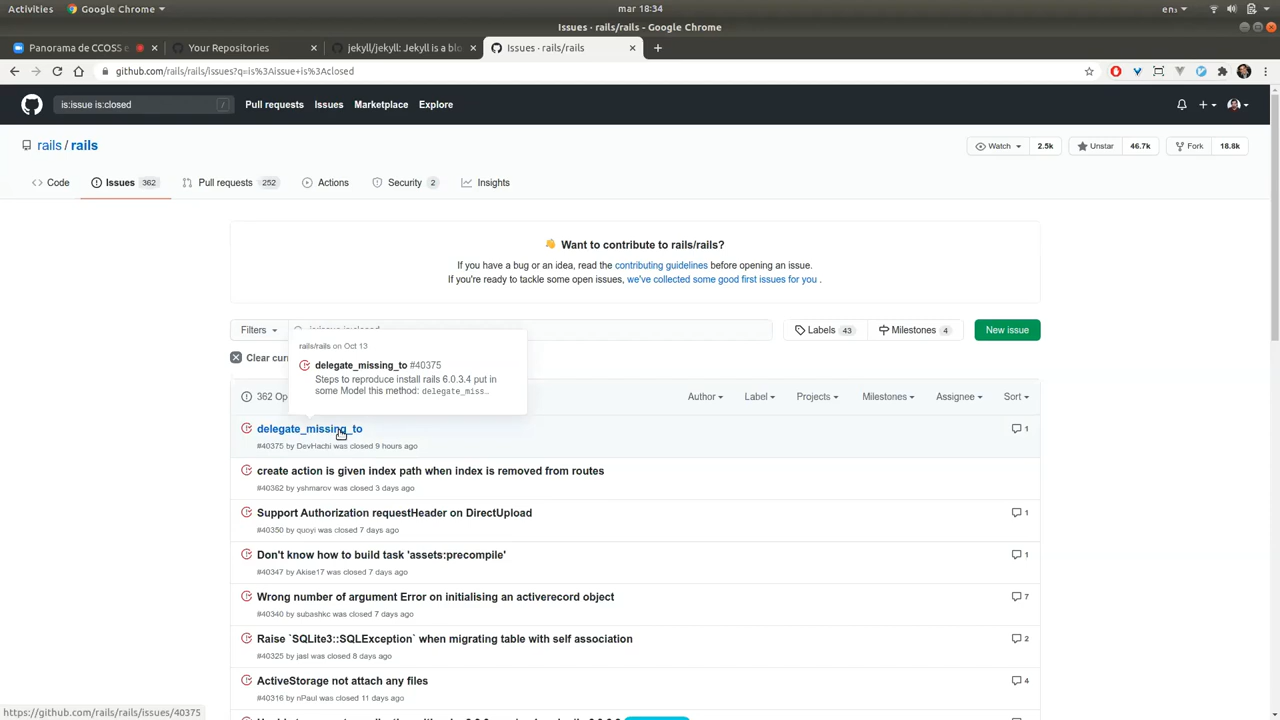 Activities
Google Chrome
mar 18:34
en
Issues · rails/rails - Google Chrome
Panorama de CCOSS e
Your Repositories
jekyll/jekyll: Jekyll is a blo
Issues · rails/rails
github.com/rails/rails/issues?q=is%3Aissue+is%3Aclosed
is:issue is:closed
/
Pull requests
Issues
Marketplace
Explore
rails / rails
Watch
2.5k
Unstar
46.7k
Fork
18.8k
Code
Issues 362
Pull requests 252
Actions
Security 2
Insights
Want to contribute to rails/rails?
If you have a bug or an idea, read the contributing guidelines before opening an issue.
If you're ready to tackle some open issues, we've collected some good first issues for you .
Filters
Labels 43
Milestones 4
New issue
rails/rails on Oct 13
Clear
delegate_missing_to #40375
Steps to reproduce install rails 6.0.3.4 put in
some Model this method: delegate_miss…
362
Author
Label
Projects
Milestones
Assignee
Sort
delegate_missing_to
1
#40375 by DevHachi was closed 9 hours ago
create action is given index path when index is removed from routes
#40362 by yshmarov was closed 3 days ago
Support Authorization requestHeader on DirectUpload
1
#40350 by quoyi was closed 7 days ago
Don't know how to build task 'assets:precompile'
1
#40347 by Akise17 was closed 7 days ago
Wrong number of argument Error on initialising an activerecord object
7
#40340 by subashkc was closed 7 days ago
Raise `SQLite3::SQLException` when migrating table with self association
2
#40325 by jasl was closed 8 days ago
ActiveStorage not attach any files
4
#40316 by nPaul was closed 11 days ago
https://github.com/rails/rails/issues/40375